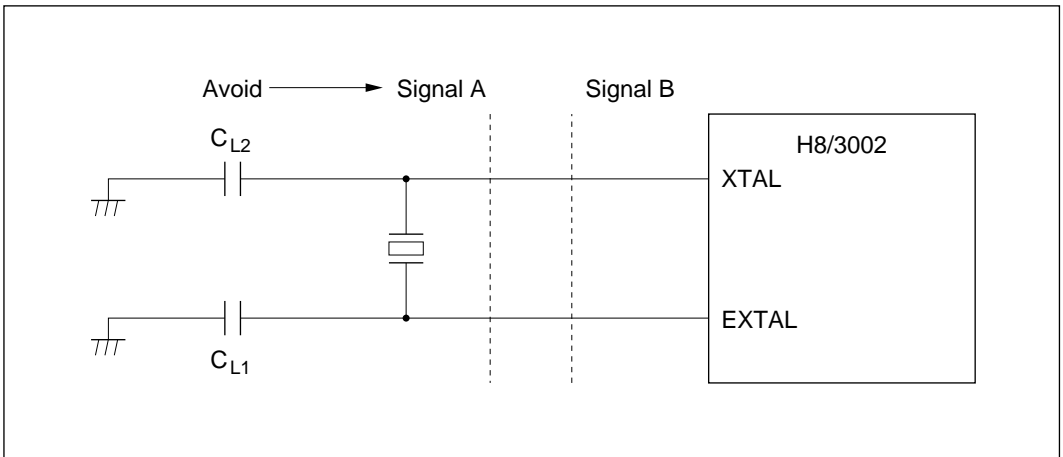 Avoid Signal A Signal B
CL2
H8/3002
XTAL
EXTAL
CL1